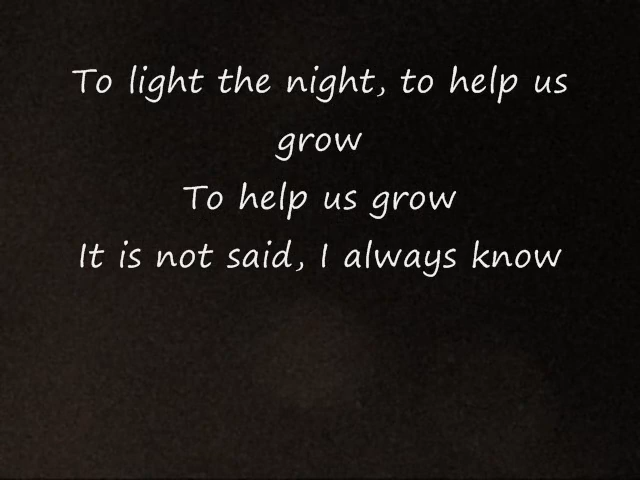 To light the night, to help us
grow
To help us grow
It is not said, I always know